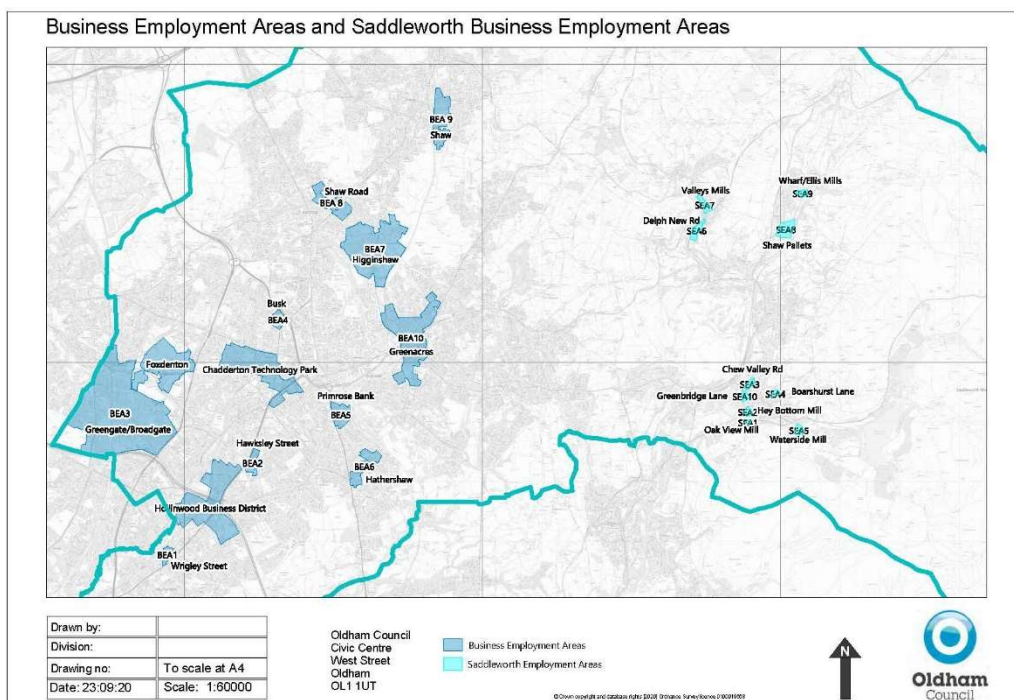 Business Employment Areas and Saddleworth Business Employment Areas
BEA 9
Shaw
Shaw Road
BEA 8
Valleys Mills
SEA7
Wharf/Ellis Mills
SEA9
Delph New Rd
SEA6
SEA8
Shaw Pallets
BEA7
Higginshaw
Busk
BEA4
BEA10
Greenacres
Foxdenton
Chadderton Technology Park
Chew Valley Rd
SEA3
Greenbridge Lane
SEA10
SEA4
Boarshurst Lane
Primrose Bank
BEA5
BEA3
Greengate/Broadgate
SEA2
Hey Bottom Mill
SEA1
Oak View Mill
SEA5
Waterside Mill
Hawksley Street
BEA2
BEA6
Hathershaw
Hollinwood Business District
BEA1
Wrigley Street
Drawn by:
Division:
Drawing no:
To scale at A4
Date: 23:09:20
Scale: 1:60000
Oldham Council
Civic Centre
West Street
Oldham
OL1 1UT
Business Employment Areas
Saddleworth Employment Areas
N
Oldham
Council